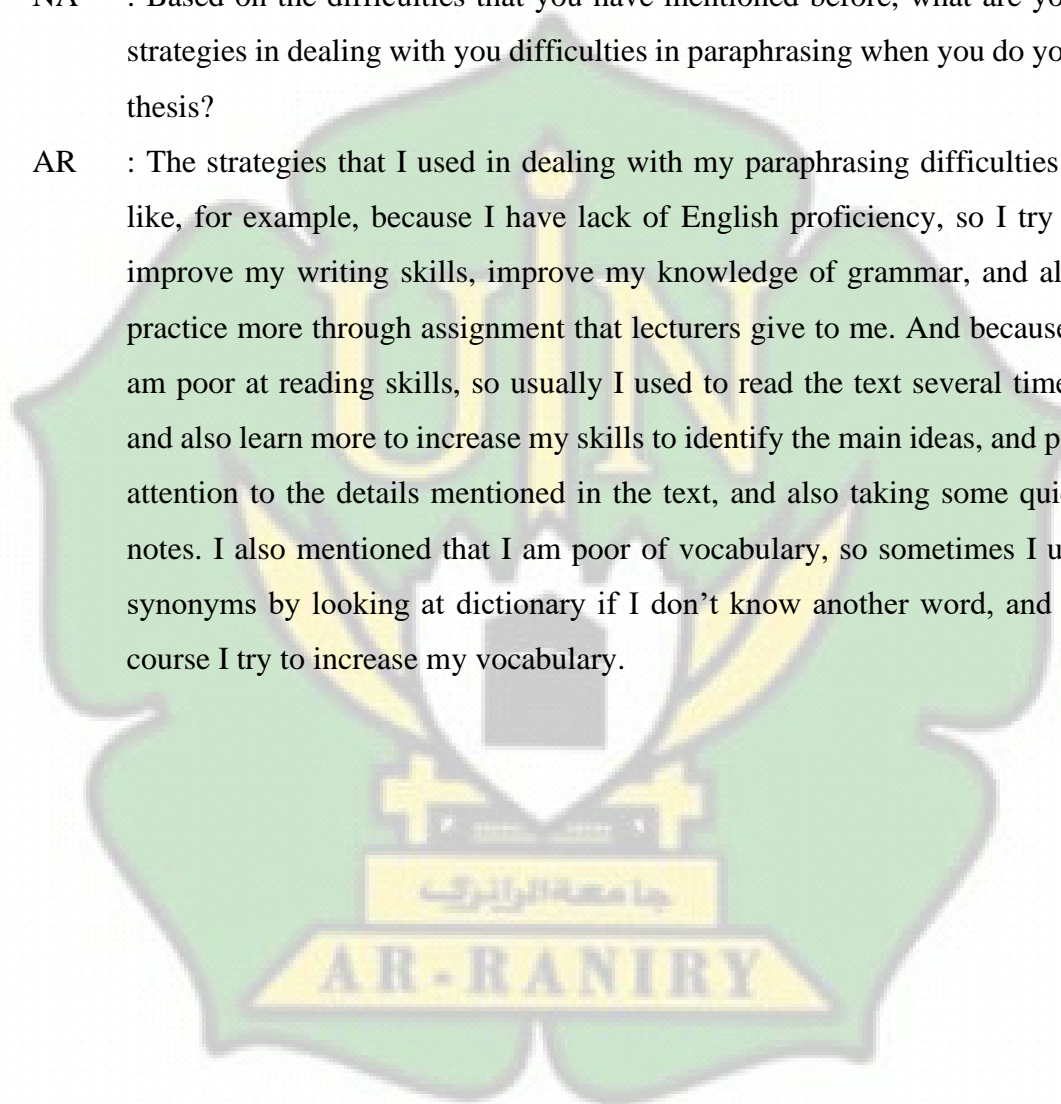 NA : Based on the difficulties that you have mentioned before, what are yo
strategies in dealing with you difficulties in paraphrasing when you do yo
thesis?
AR : The strategies that I used in dealing with my paraphrasing difficulties
like, for example, because I have lack of English proficiency, so I try
improve my writing skills, improve my knowledge of grammar, and al
practice more through assignment that lecturers give to me. And because
am poor at reading skills, so usually I used to read the text several time
and also learn more to increase my skills to identify the main ideas, and p
attention to the details mentioned in the text, and also taking some qui
notes. I also mentioned that I am poor of vocabulary, so sometimes I u
synonyms by looking at dictionary if I don’t know another word, and
course I try to increase my vocabulary.
UIN
جامعة الرانري
AR-RANIRY